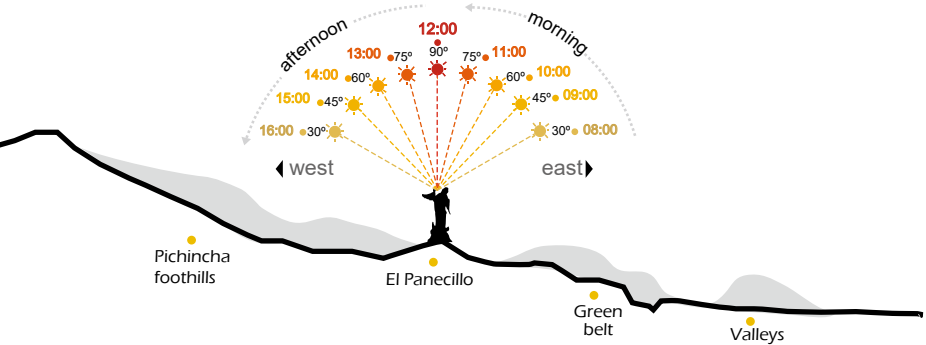 afternoon
morning
12:00
90º
13:00
75º
75º
11:00
14:00
60º
60º
10:00
15:00
45º
45º
09:00
16:00
30º
30º
08:00
west
east
Pichincha
foothills
El Panecillo
Green
belt
Valleys